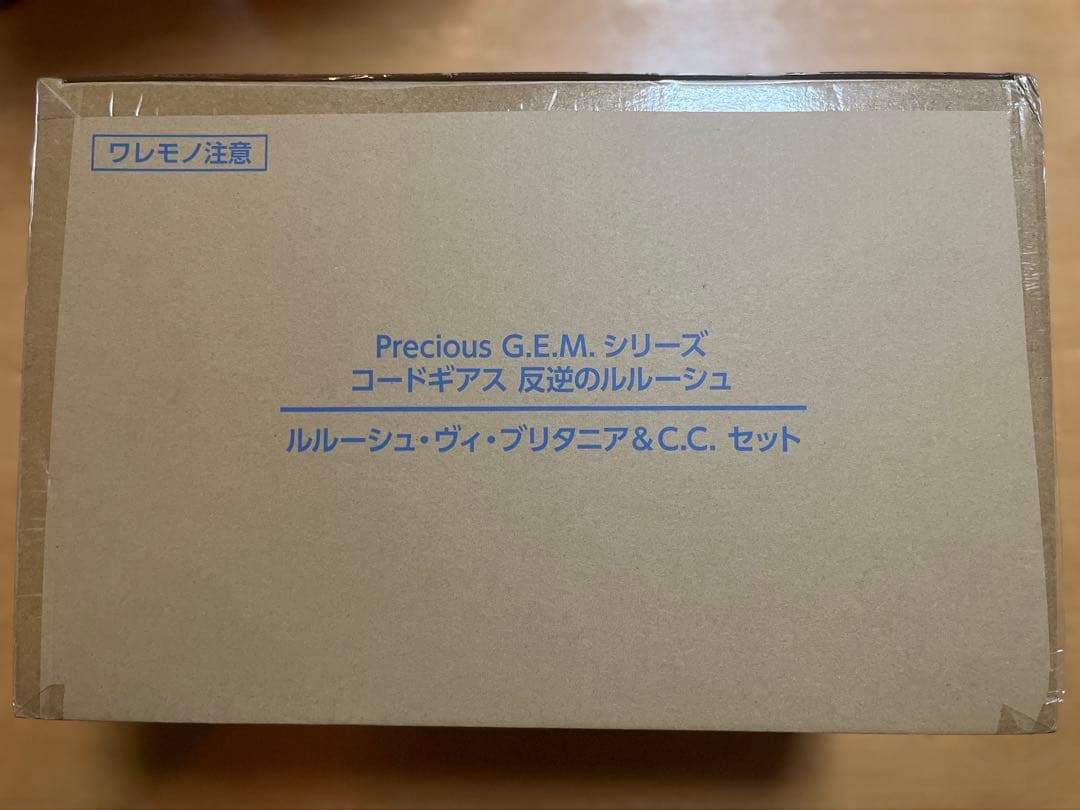 ワレモノ注意
Precious G.E.M. シリーズ
コードギアス 反逆のルルーシュ
ルルーシュ・ヴィ・ブリタニア&C.C. セット